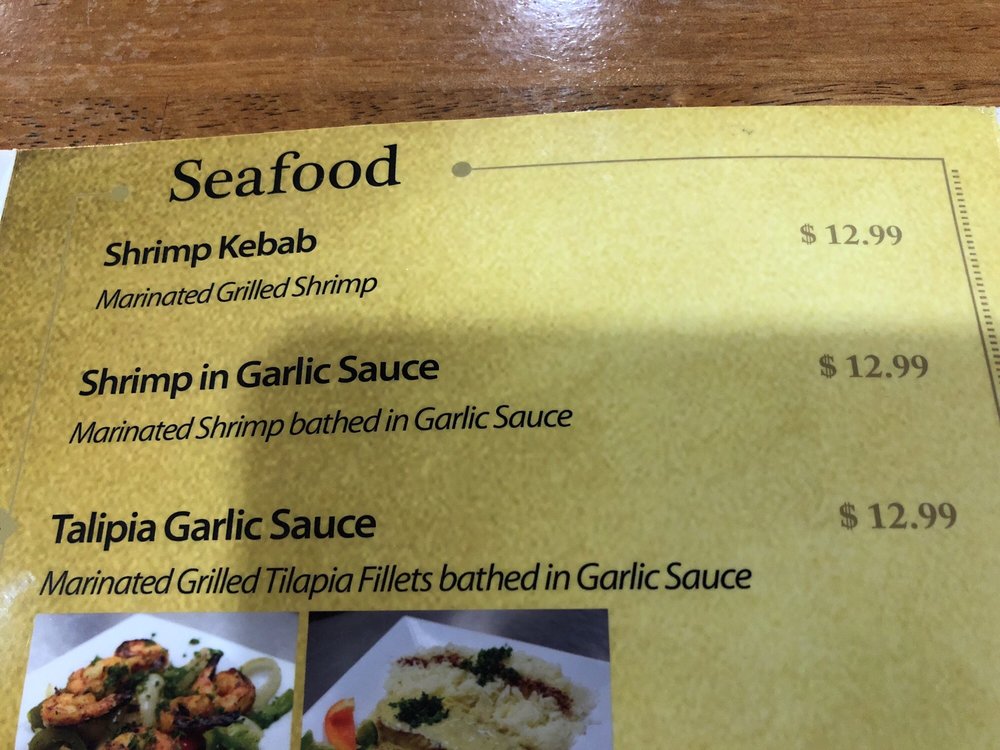 Seafood
Shrimp Kebab $ 12.99
Marinated Grilled Shrimp
Shrimp in Garlic Sauce $ 12.99
Marinated Shrimp bathed in Garlic Sauce
Talipia Garlic Sauce $ 12.99
Marinated Grilled Tilapia Fillets bathed in Garlic Sauce